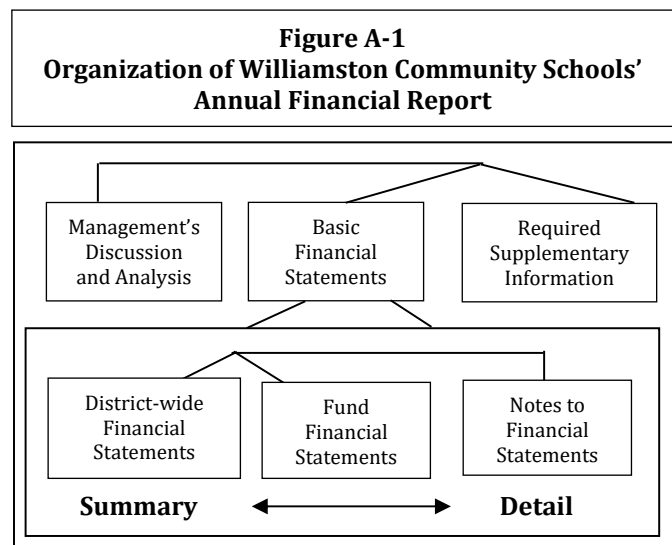 Figure A-1
Organization of Williamston Community Schools’
Annual Financial Report
Management’s
Discussion
and Analysis
Basic
Financial
Statements
Required
Supplementary
Information
District-wide
Financial
Statements
Fund
Financial
Statements
Notes to
Financial
Statements
Summary
Detail